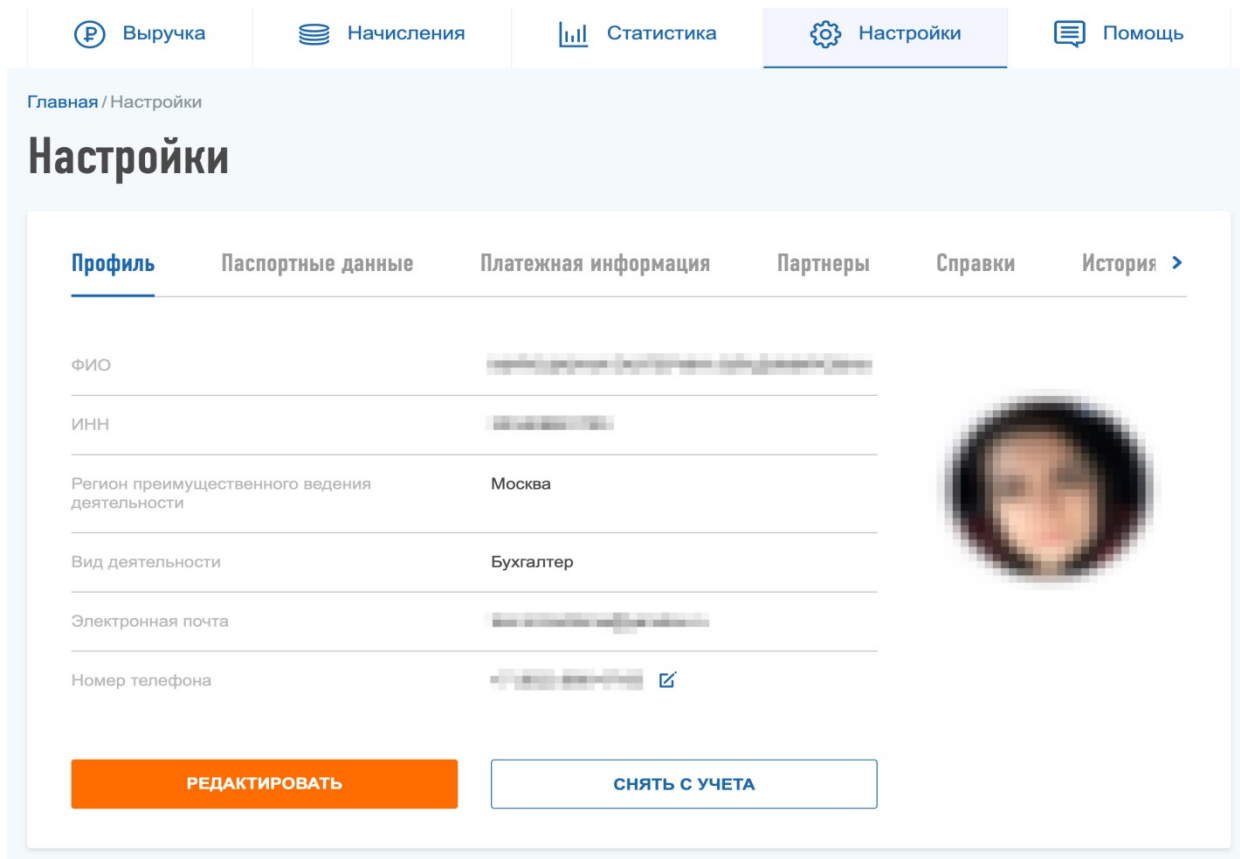 Выручка
Начисления
Статистика
Настройки
Помощь
Главная / Настройки
Настройки
Профиль
Паспортные данные
Платежная информация
Партнеры
Справки
История
ФИО
ИНН
Регион преимущественного ведения
деятельности
Москва
Вид деятельности
Бухгалтер
Электронная почта
Номер телефона
РЕДАКТИРОВАТЬ
СНЯТЬ С УЧЕТА